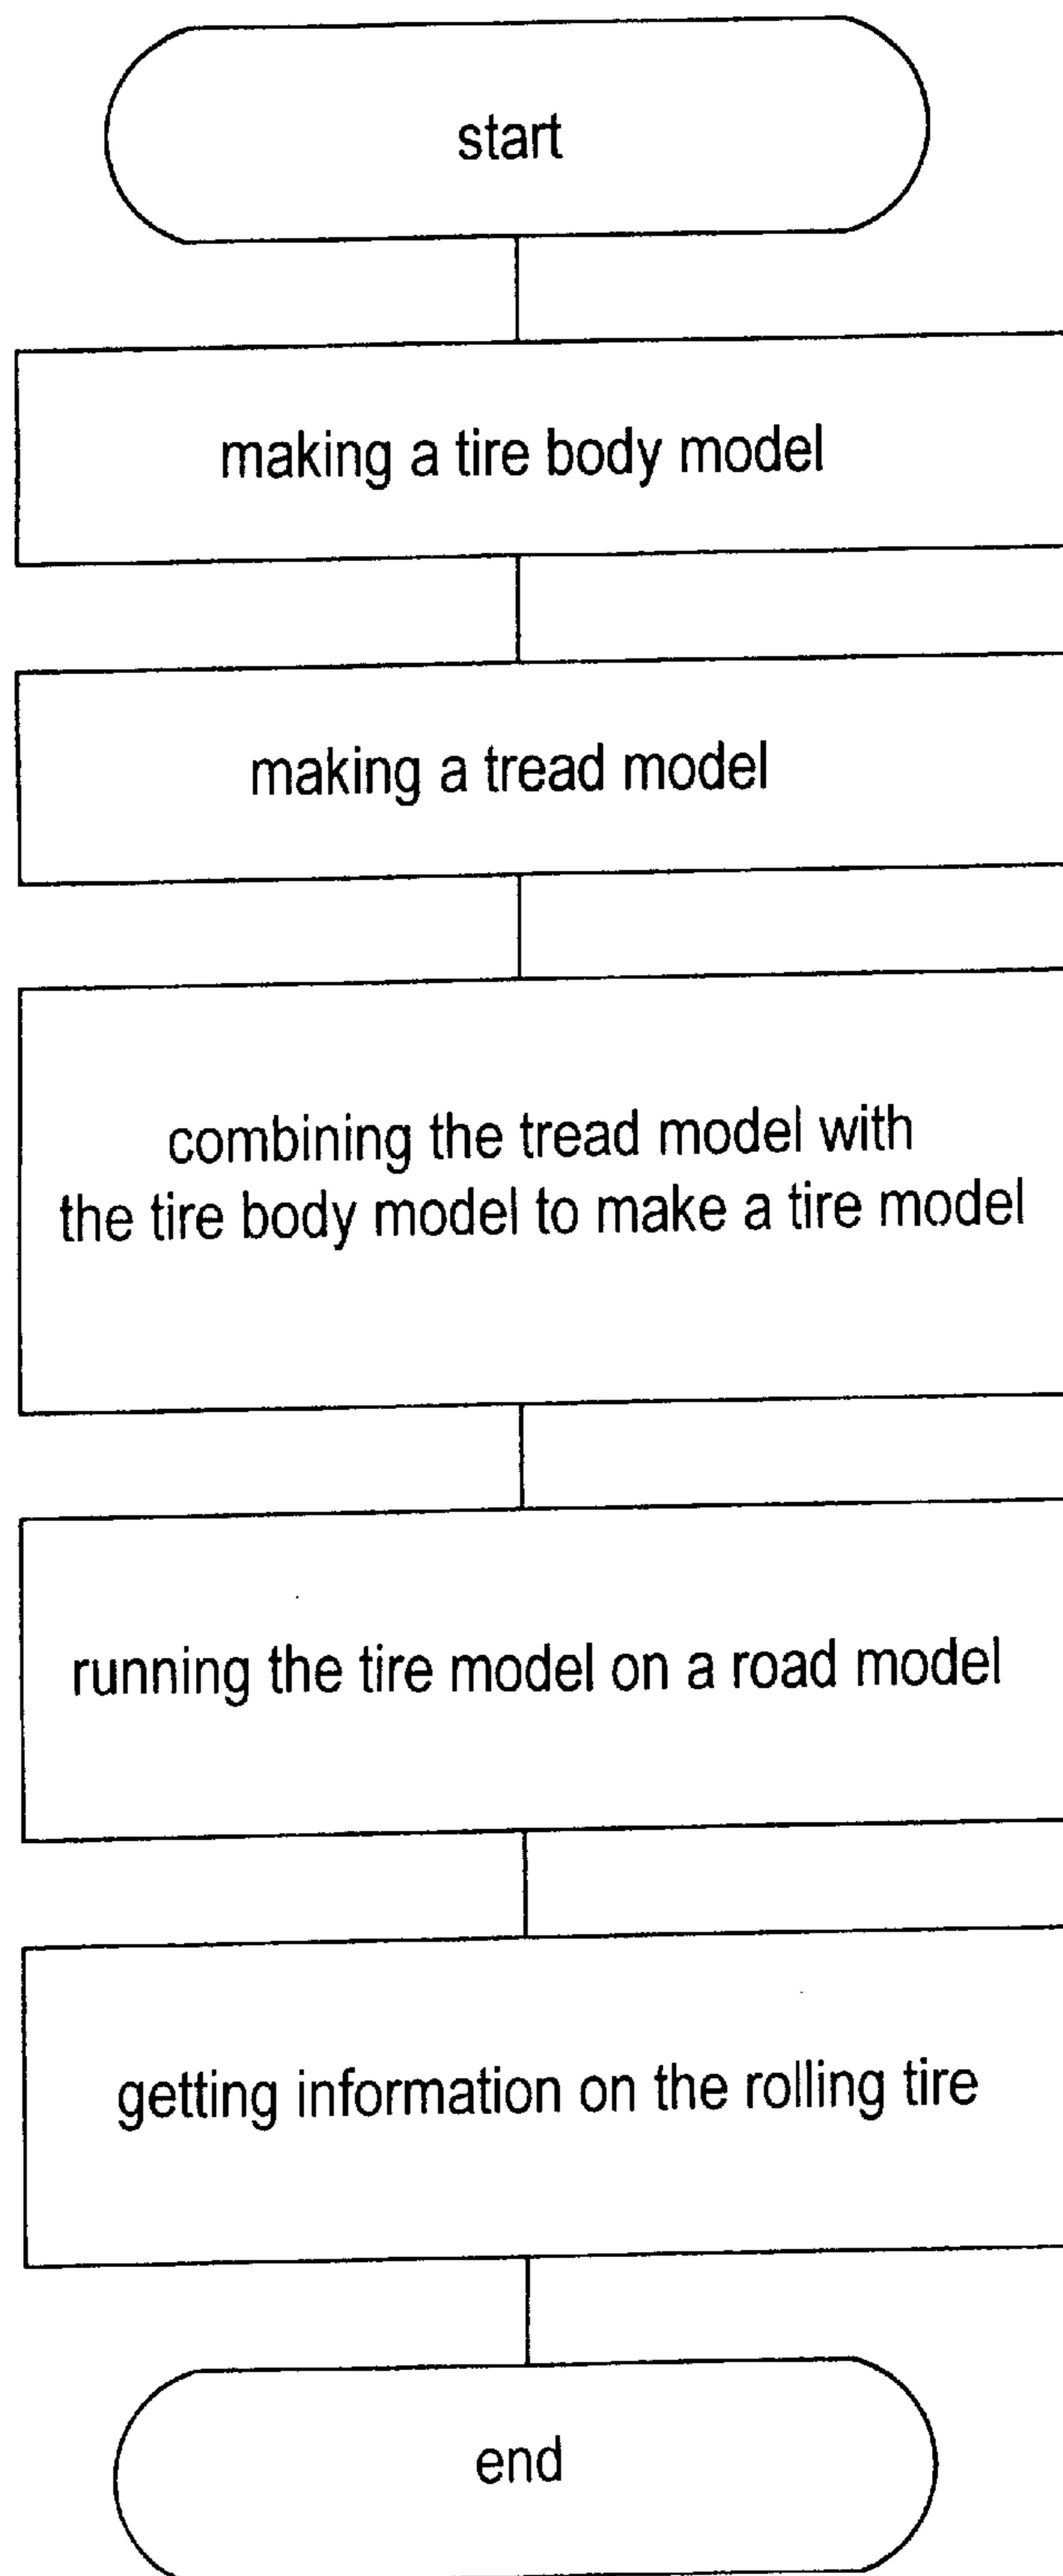 start
making a tire body model
making a tread model
combining the tread model with
the tire body model to make a tire model
running the tire model on a road model
getting information on the rolling tire
end